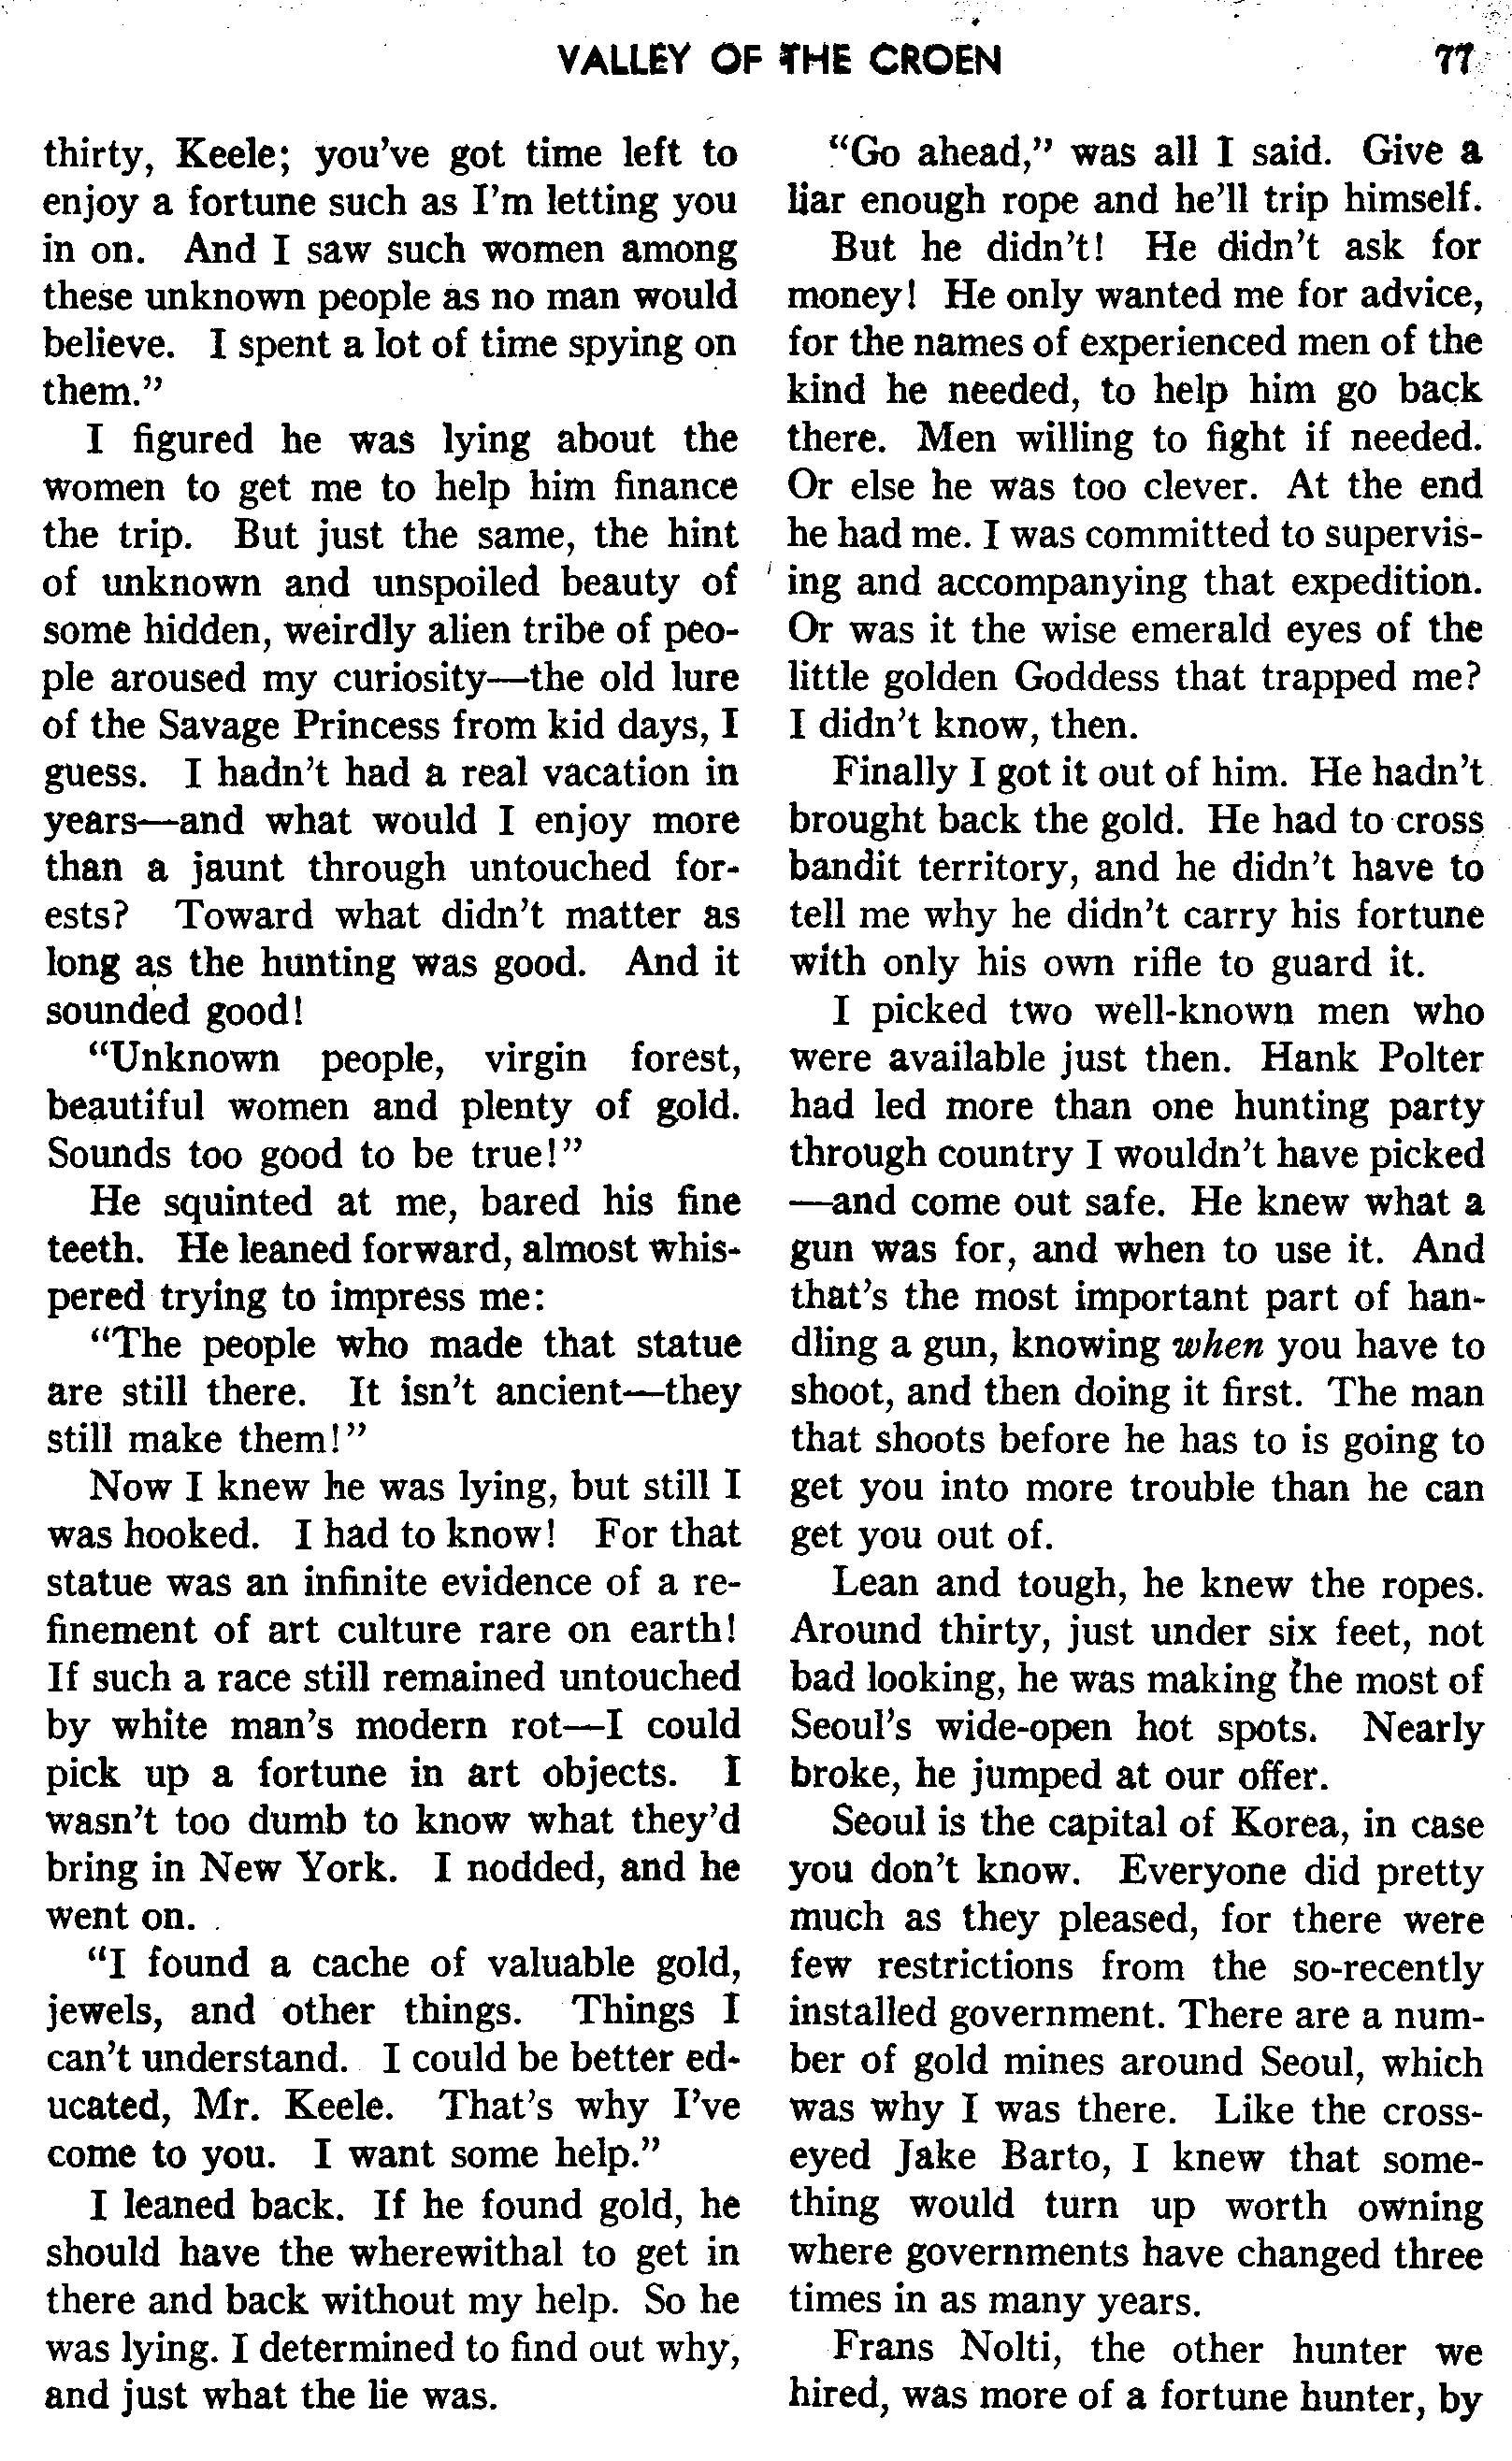 VALLEY OF THE CROEN 77
thirty, Keele; you've got time left to
enjoy a fortune such as I'm letting you
in on. And I saw such women among
these unknown people as no man would
believe. I spent a lot of time spying on
them."
I figured he was lying about the
women to get me to help him finance
the trip. But just the same, the hint
of unknown and unspoiled beauty of
some hidden, weirdly alien tribe of peo-
ple aroused my curiosity—the old lure
of the Savage Princess from kid days, I
guess. I hadn't had a real vacation in
years—and what would I enjoy more
than a jaunt through untouched for-
ests? Toward what didn't matter as
long as the hunting was good. And it
sounded good!
"Unknown people, virgin forest,
beautiful women and plenty of gold.
Sounds too good to be true!"
He squinted at me, bared his fine
teeth. He leaned forward, almost whis-
pered trying to impress me:
"The people who made that statue
are still there. It isn't ancient—they
still make them!"
Now I knew he was lying, but still I
was hooked. I had to know! For that
statue was an infinite evidence of a re-
finement of art culture rare on earth!
If such a race still remained untouched
by white man's modern rot—I could
pick up a fortune in art objects. I
wasn't too dumb to know what they'd
bring in New York. I nodded, and he
went on.
"I found a cache of valuable gold,
jewels, and other things. Things I
can't understand. I could be better ed-
ucated, Mr. Keele. That's why I've
come to you. I want some help."
I leaned back. If he found gold, he
should have the wherewithal to get in
there and back without my help. So he
was lying. I determined to find out why,
and just what the lie was.
"Go ahead," was all I said. Give a
liar enough rope and he'll trip himself.
But he didn't! He didn't ask for
money! He only wanted me for advice,
for the names of experienced men of the
kind he needed, to help him go back
there. Men willing to fight if needed.
Or else he was too clever. At the end
he had me. I was committed to supervis-
ing and accompanying that expedition.
Or was it the wise emerald eyes of the
little golden Goddess that trapped me?
I didn't know, then.
Finally I got it out of him. He hadn't
brought back the gold. He had to cross
bandit territory, and he didn't have to
tell me why he didn't carry his fortune
with only his own rifle to guard it.
I picked two well-known men who
were available just then. Hank Polter
had led more than one hunting party
through country I wouldn't have picked
—and come out safe. He knew what a
gun was for, and when to use it. And
that's the most important part of han-
dling a gun, knowing when you have to
shoot, and then doing it first. The man
that shoots before he has to is going to
get you into more trouble than he can
get you out of.
Lean and tough, he knew the ropes.
Around thirty, just under six feet, not
bad looking, he was making the most of
Seoul's wide-open hot spots. Nearly
broke, he jumped at our offer.
Seoul is the capital of Korea, in case
you don't know. Everyone did pretty
much as they pleased, for there were
few restrictions from the so-recently
installed government. There are a num-
ber of gold mines around Seoul, which
was why I was there. Like the cross-
eyed Jake Barto, I knew that some-
thing would turn up worth owning
where governments have changed three
times in as many years.
Frans Nolti, the other hunter we
hired, was more of a fortune hunter, by